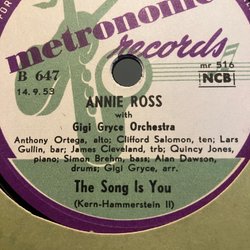 metronome
records
B 647
mr 516
14.9.53
NCB
ANNIE ROSS
with
Gigi Gryce Orchestra
Anthony Ortega, alto; Clifford Salomon, ten; Lars
Gullin, bar; James Cleveland, trb; Quincy Jones,
piano; Simon Brehm, bass; Alan Dawson,
drums; Gigi Gryce, arr.
The Song Is You
(Kern-Hammerstein II)